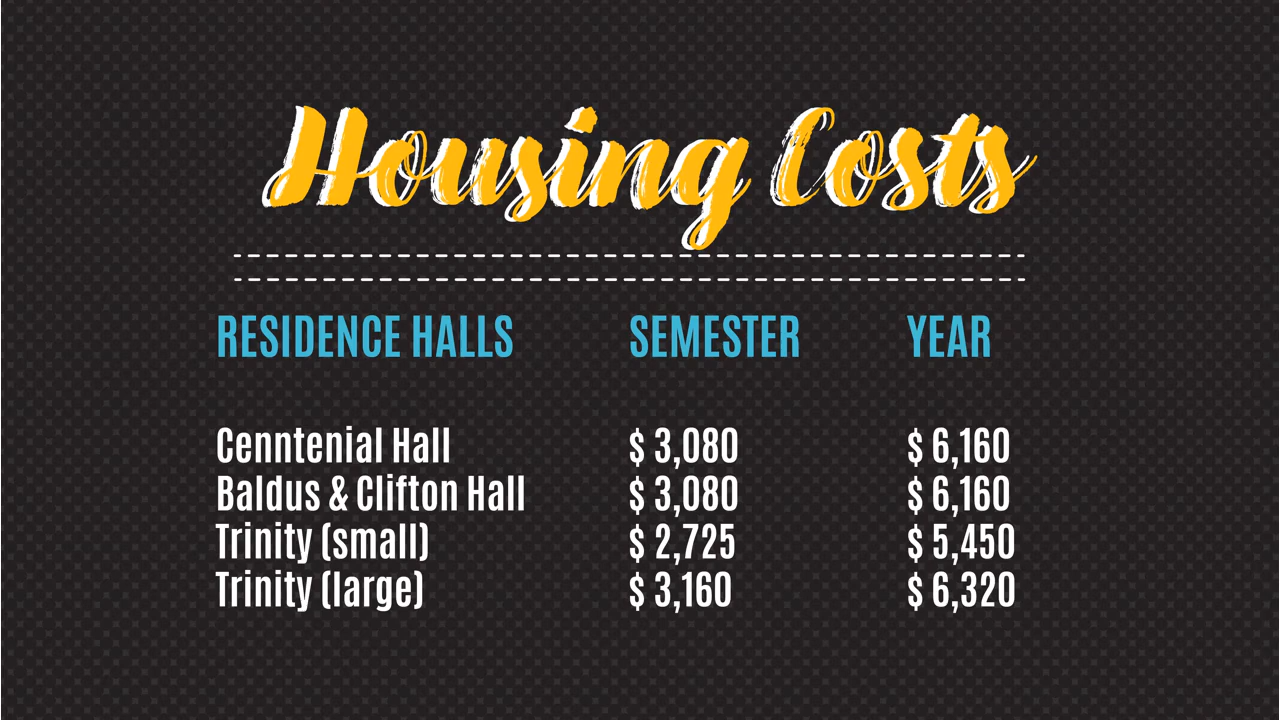 Housing Costs
RESIDENCE HALLS SEMESTER YEAR
Cenntenial Hall $ 3,080 $ 6,160
Baldus & Clifton Hall $ 3,080 $ 6,160
Trinity (small) $ 2,725 $ 5,450
Trinity (large) $ 3,160 $ 6,320